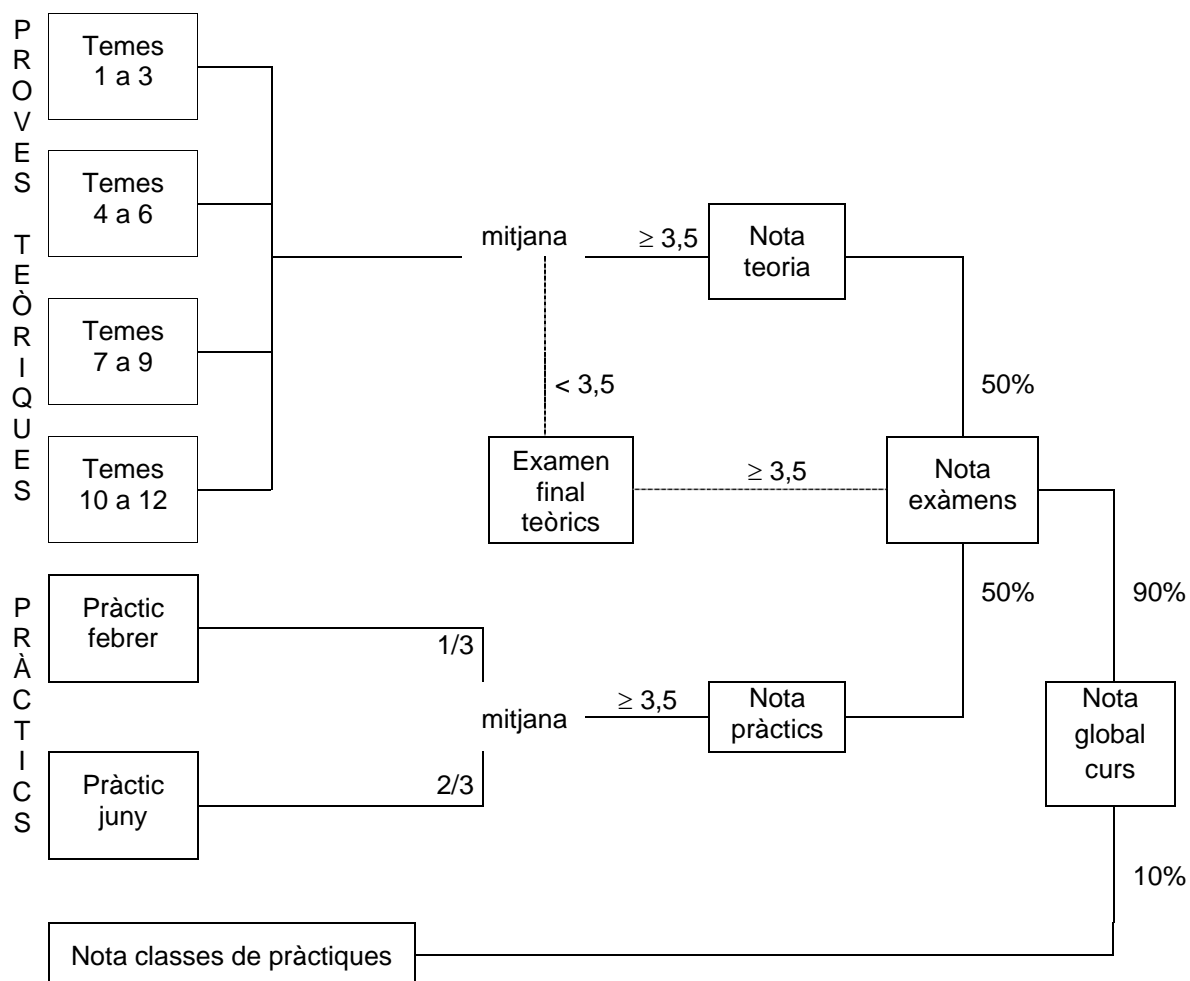 PROVES TEÒRIQUES
Temes
1 a 3
Temes
4 a 6
Temes
7 a 9
Temes
10 a 12
mitjana
≥ 3,5
Nota
teoria
< 3,5
50%
Examen
final
teòrics
≥ 3,5
Nota
exàmens
PRÀCTICS
Pràctic
febrer
1/3
Pràctic
juny
2/3
mitjana
≥ 3,5
Nota
pràctics
50%
90%
Nota
global
curs
10%
Nota classes de pràctiques